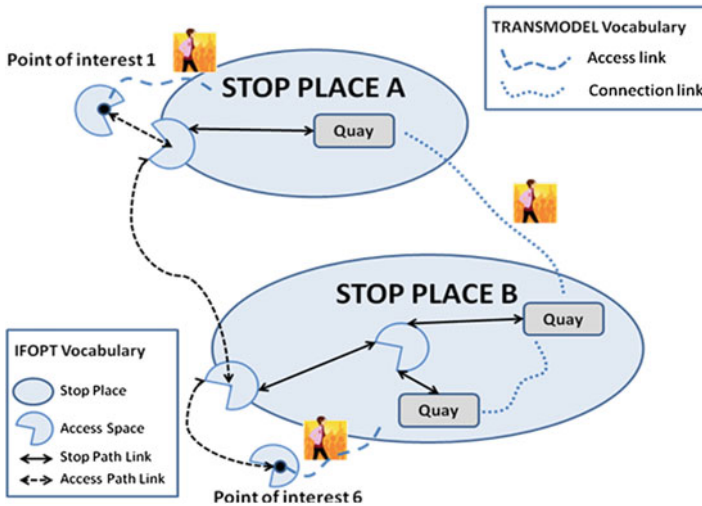 Point of interest 1
STOP PLACE A
Quay
TRANSMODEL Vocabulary
Access link
Connection link
STOP PLACE B
Quay
Quay
IFOPT Vocabulary
Stop Place
Access Space
Stop Path Link
Access Path Link
Point of interest 6